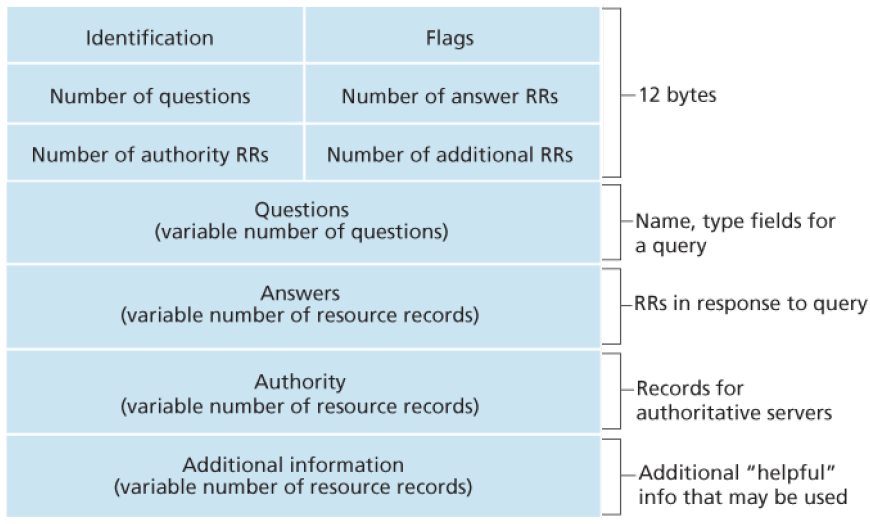 Identification
Flags
Number of questions
Number of answer RRs
12 bytes
Number of authority RRs
Number of additional RRs
Questions
(variable number of questions)
Name, type fields for
a query
Answers
(variable number of resource records)
RRs in response to query
Authority
(variable number of resource records)
Records for
authoritative servers
Additional information
(variable number of resource records)
Additional “helpful”
info that may be used